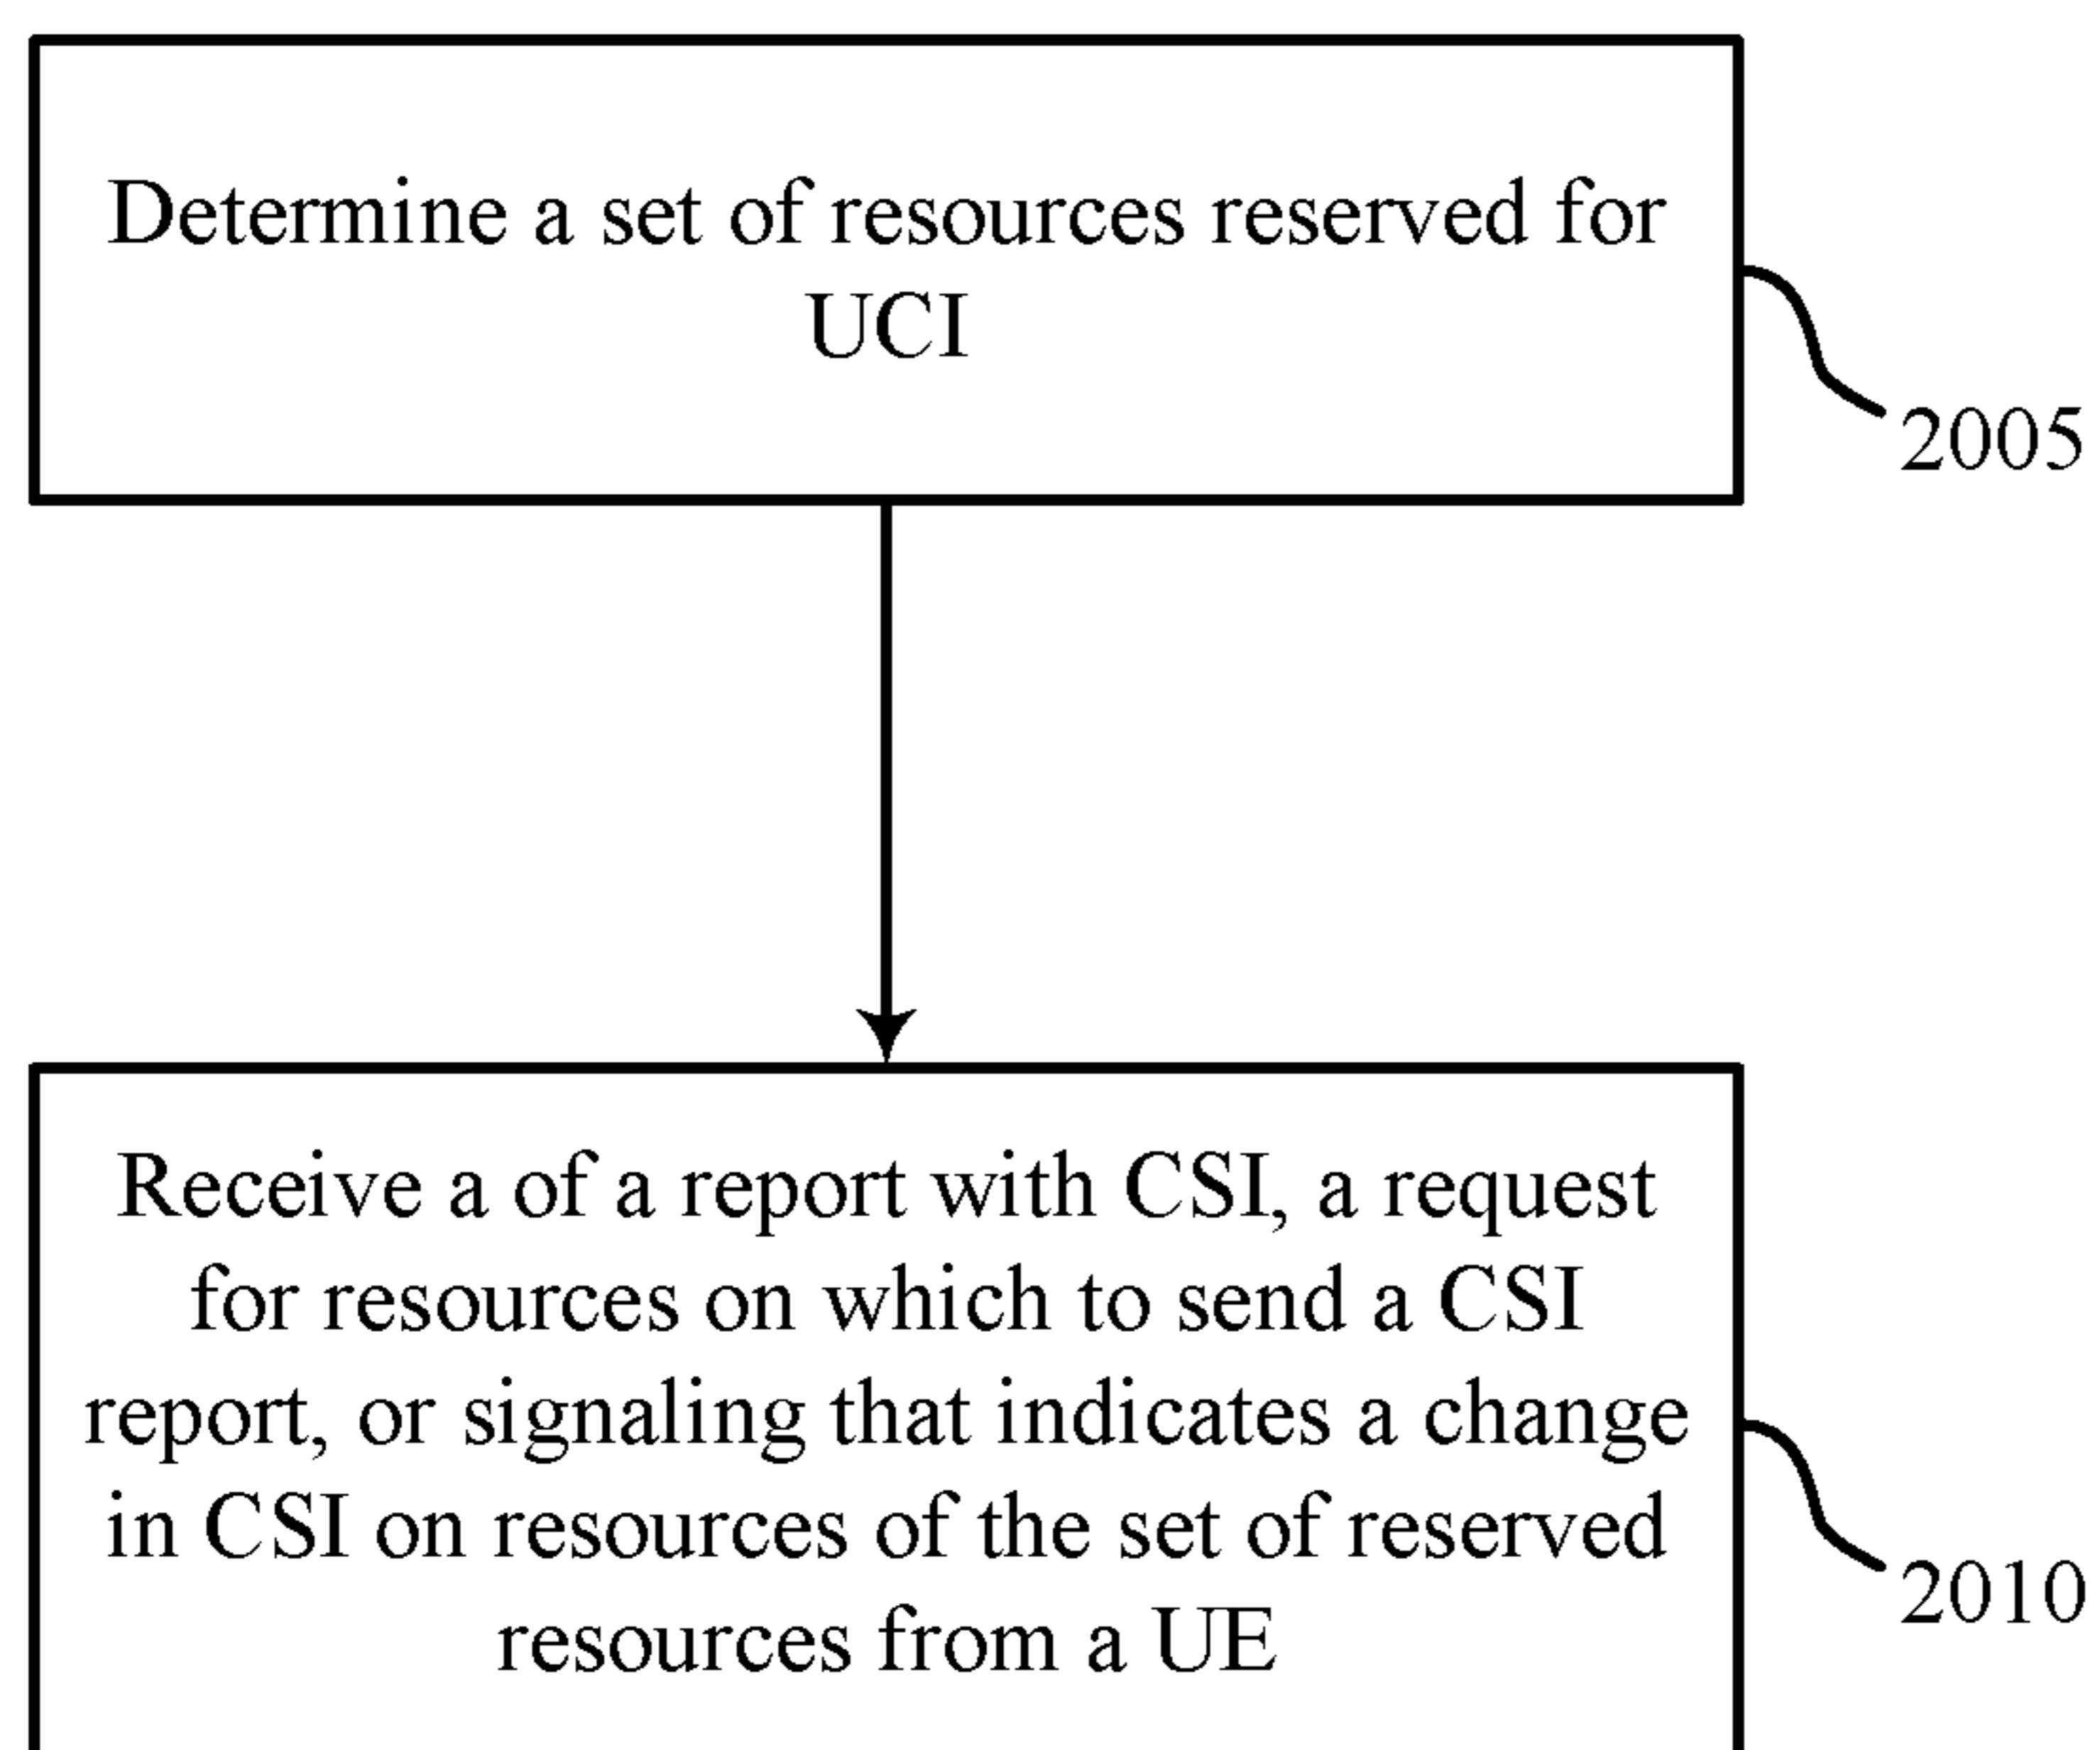 Determine a set of resources reserved for
UCI
2005
Receive a of a report with CSI, a request
for resources on which to send a CSI
report, or signaling that indicates a change
in CSI on resources of the set of reserved
resources from a UE
2010